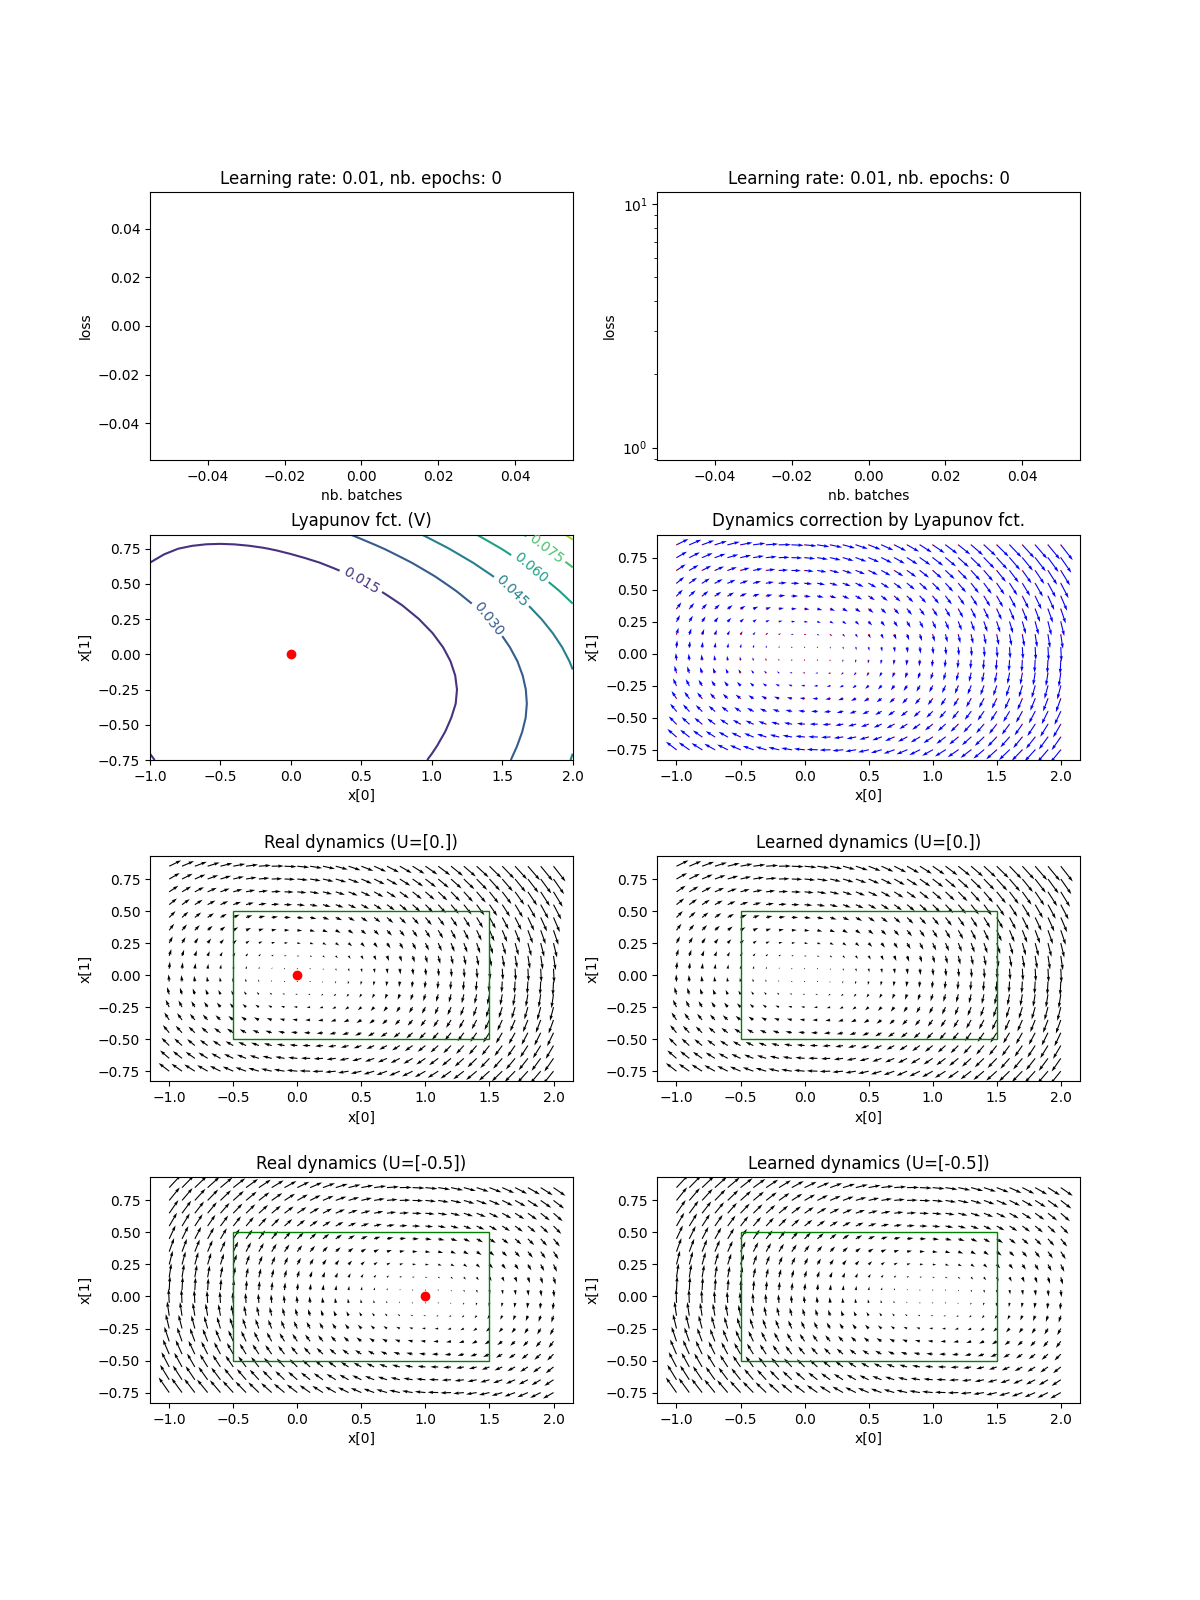 Learning rate: 0.01, nb. epochs: 0
0.04
0.02
0.00
−0.02
−0.04
loss
−0.04 −0.02 0.00 0.02 0.04
nb. batches
Learning rate: 0.01, nb. epochs: 0
10¹
10⁰
loss
−0.04 −0.02 0.00 0.02 0.04
nb. batches
Lyapunov fct. (V)
0.75
0.50
0.25
0.00
−0.25
−0.50
−0.75
x[1]
0.015
0.030
0.045
0.060
0.075
−1.0 −0.5 0.0 0.5 1.0 1.5 2.0
x[0]
Dynamics correction by Lyapunov fct.
0.75
0.50
0.25
0.00
−0.25
−0.50
−0.75
x[1]
−1.0 −0.5 0.0 0.5 1.0 1.5 2.0
x[0]
Real dynamics (U=[0.])
0.75
0.50
0.25
0.00
−0.25
−0.50
−0.75
x[1]
−1.0 −0.5 0.0 0.5 1.0 1.5 2.0
x[0]
Learned dynamics (U=[0.])
0.75
0.50
0.25
0.00
−0.25
−0.50
−0.75
x[1]
−1.0 −0.5 0.0 0.5 1.0 1.5 2.0
x[0]
Real dynamics (U=[-0.5])
0.75
0.50
0.25
0.00
−0.25
−0.50
−0.75
x[1]
−1.0 −0.5 0.0 0.5 1.0 1.5 2.0
x[0]
Learned dynamics (U=[-0.5])
0.75
0.50
0.25
0.00
−0.25
−0.50
−0.75
x[1]
−1.0 −0.5 0.0 0.5 1.0 1.5 2.0
x[0]